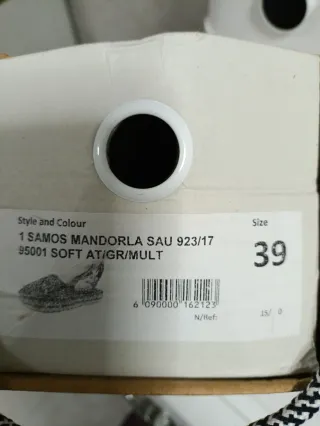 Style and Colour
Size
1 SAMOS MANDORLA SAU 923/17
95001 SOFT AT/GR/MULT
39
6 090000 162123
N/Ref: